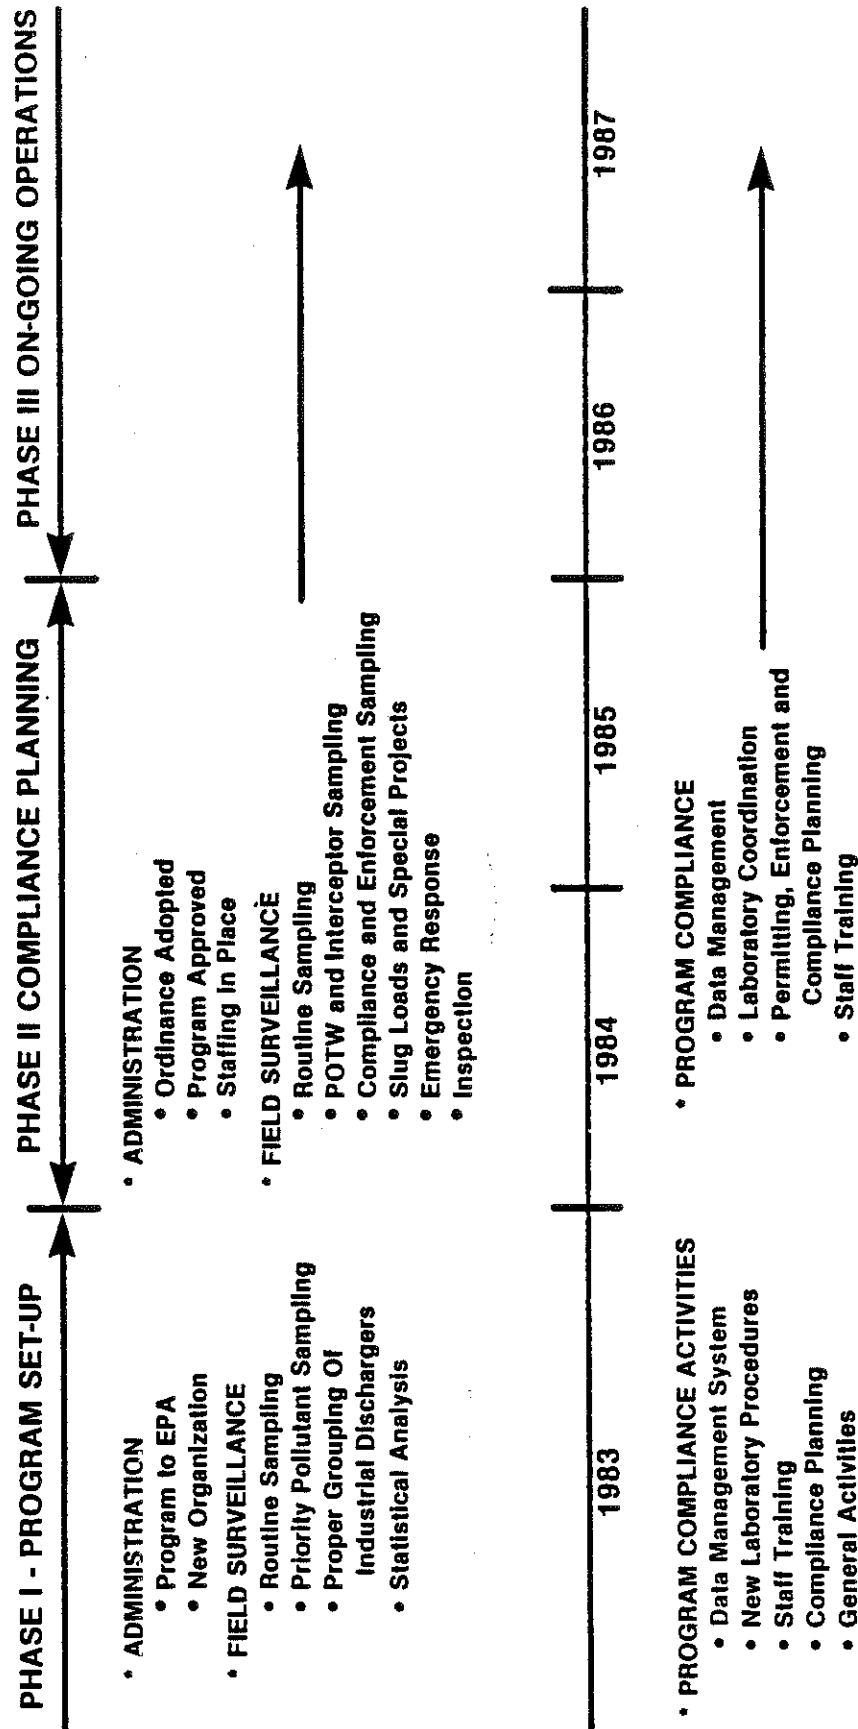 PHASE I - PROGRAM SET-UP
PHASE II COMPLIANCE PLANNING
PHASE III ON-GOING OPERATIONS
* ADMINISTRATION
• Program to EPA
• New Organization
* FIELD SURVEILLANCE
• Routine Sampling
• Priority Pollutant Sampling
• Proper Grouping Of
Industrial Dischargers
• Statistical Analysis
* ADMINISTRATION
• Ordinance Adopted
• Program Approved
• Staffing In Place
* FIELD SURVEILLANCE
• Routine Sampling
• POTW and Interceptor Sampling
• Compliance and Enforcement Sampling
• Slug Loads and Special Projects
• Emergency Response
• Inspection
1983
1984
1985
1986
1987
* PROGRAM COMPLIANCE ACTIVITIES
• Data Management System
• New Laboratory Procedures
• Staff Training
• Compliance Planning
• General Activities
* PROGRAM COMPLIANCE
• Data Management
• Laboratory Coordination
• Permitting, Enforcement and
Compliance Planning
• Staff Training